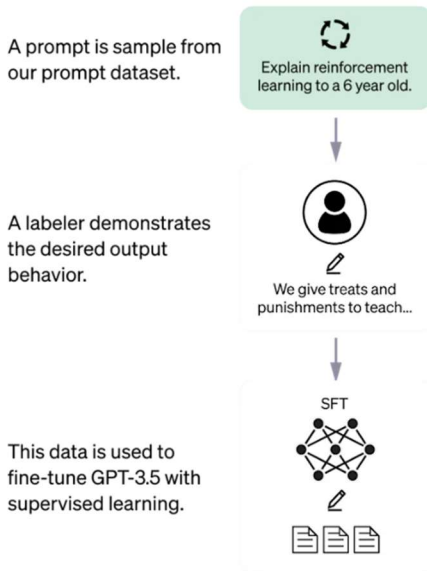 A prompt is sample from
our prompt dataset.
Explain reinforcement
learning to a 6 year old.
A labeler demonstrates
the desired output
behavior.
We give treats and
punishments to teach...
This data is used to
fine-tune GPT-3.5 with
supervised learning.
SFT